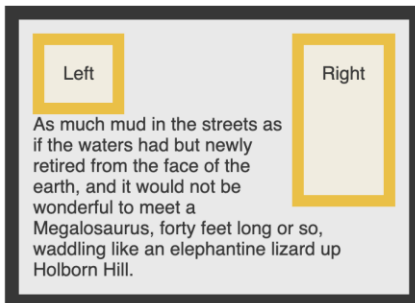 Left
Right
As much mud in the streets as
if the waters had but newly
retired from the face of the
earth, and it would not be
wonderful to meet a
Megalosaurus, forty feet long or so,
waddling like an elephantine lizard up
Holborn Hill.